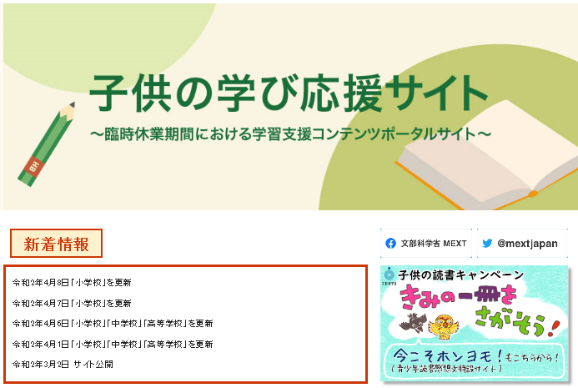 子供の学び応援サイト
～臨時休業期間における学習支援コンテンツポータルサイト～
HB
新着情報
令和2年4月8日「小学校」を更新
令和2年4月7日「小学校」を更新
令和2年4月6日「小学校」「中学校」「高等学校」を更新
令和2年4月1日「小学校」「中学校」「高等学校」を更新
令和2年3月2日 サイト公開
文部科学省 MEXT
@mextjapan
子供の読書キャンペーン
きみの一冊を
さがそう!
今こそホンヨモ!もこちらから!